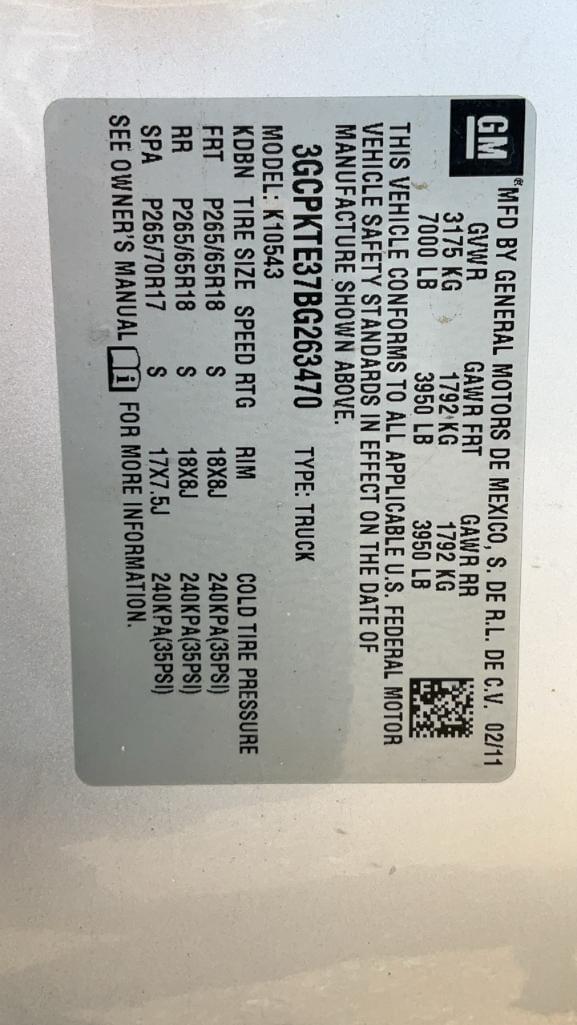 GM
® MFD BY GENERAL MOTORS DE MEXICO, S. DE R.L. DE C.V. 02/11
GVWR GAWR FRT GAWR RR
3175 KG 1792 KG 1792 KG
7000 LB 3950 LB 3950 LB
THIS VEHICLE CONFORMS TO ALL APPLICABLE U.S. FEDERAL MOTOR
VEHICLE SAFETY STANDARDS IN EFFECT ON THE DATE OF
MANUFACTURE SHOWN ABOVE.
3GCPKTE37BG263470 TYPE: TRUCK
MODEL: K10543
KDBN TIRE SIZE SPEED RTG RIM COLD TIRE PRESSURE
FRT P265/65R18 S 18X8J 240KPA(35PSI)
RR P265/65R18 S 18X8J 240KPA(35PSI)
SPA P265/70R17 S 17X7.5J 240KPA(35PSI)
SEE OWNER'S MANUAL i FOR MORE INFORMATION.